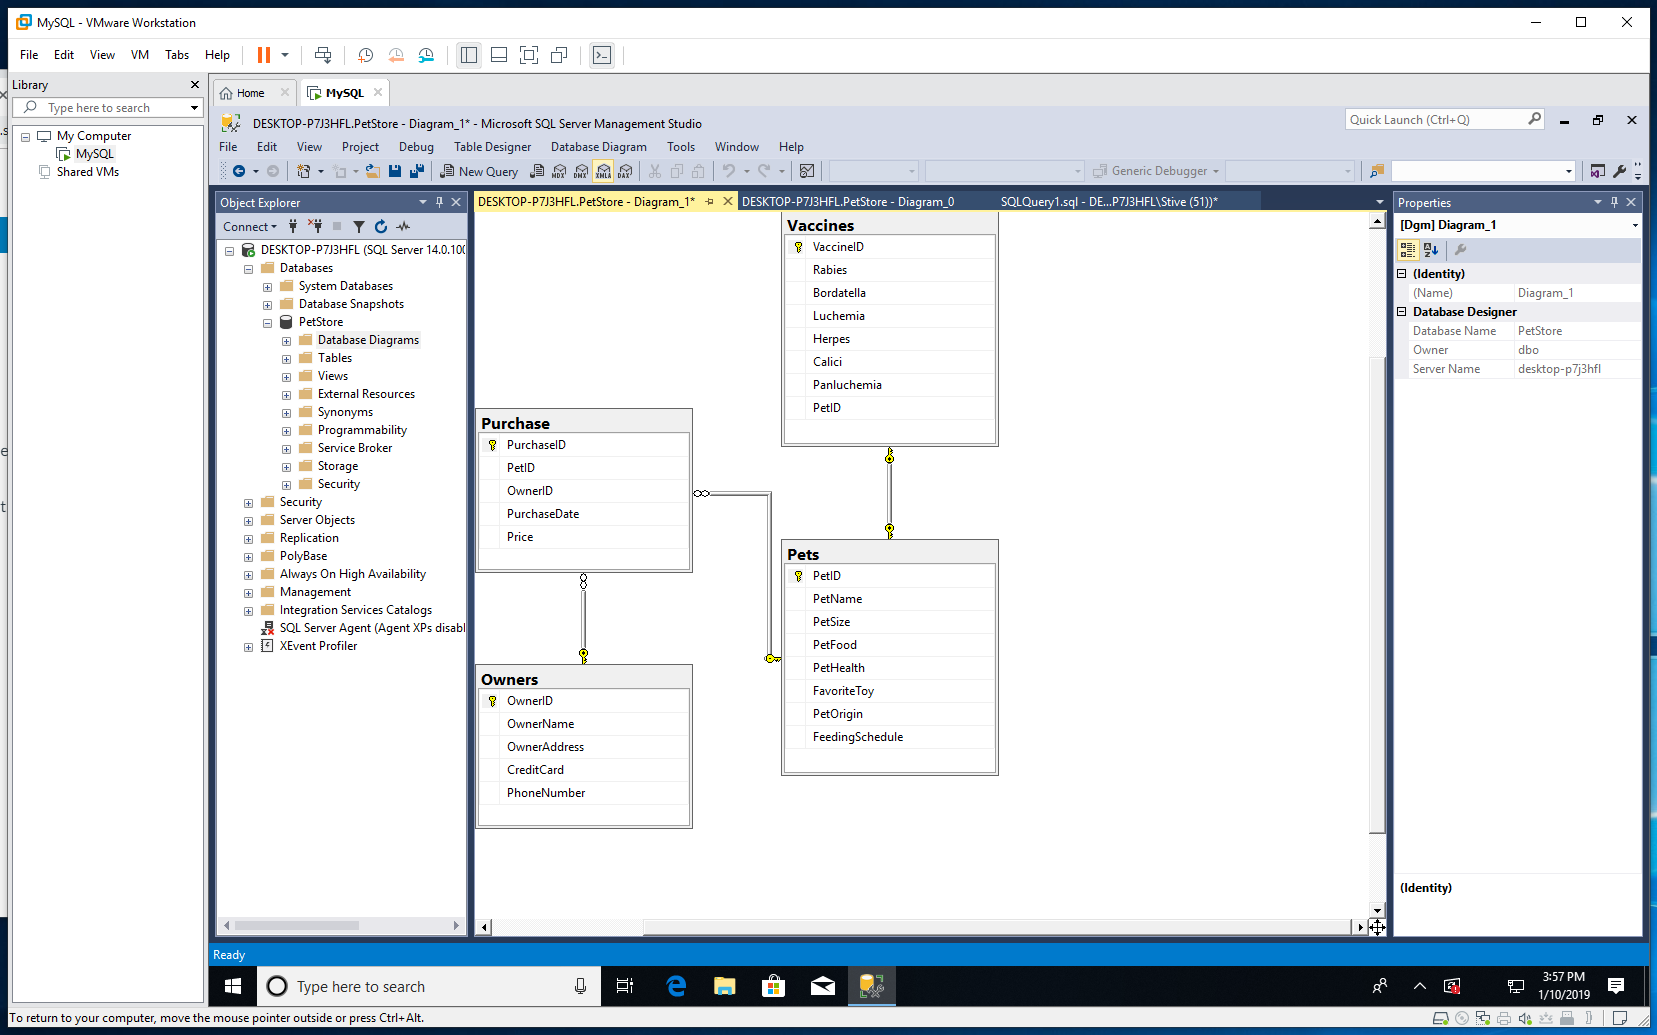 MySQL - VMware Workstation
File Edit View VM Tabs Help
Library
Type here to search
My Computer
MySQL
Shared VMs
Home
MySQL
DESKTOP-P7J3HFL.PetStore - Diagram_1* - Microsoft SQL Server Management Studio
Quick Launch (Ctrl+Q)
File Edit View Project Debug Table Designer Database Diagram Tools Window Help
New Query
MDX DMX XMLA DAX
Generic Debugger
Object Explorer
Connect
DESKTOP-P7J3HFL (SQL Server 14.0.100
Databases
System Databases
Database Snapshots
PetStore
Database Diagrams
Tables
Views
External Resources
Synonyms
Programmability
Service Broker
Storage
Security
Security
Server Objects
Replication
PolyBase
Always On High Availability
Management
Integration Services Catalogs
SQL Server Agent (Agent XPs disabl
XEvent Profiler
DESKTOP-P7J3HFL.PetStore - Diagram_1*
DESKTOP-P7J3HFL.PetStore - Diagram_0
SQLQuery1.sql - DE...P7J3HFL\Stive (51))*
Vaccines
VaccineID
Rabies
Bordatella
Luchemia
Herpes
Calici
Panluchemia
PetID
Purchase
PurchaseID
PetID
OwnerID
PurchaseDate
Price
Pets
PetID
PetName
PetSize
PetFood
PetHealth
FavoriteToy
PetOrigin
FeedingSchedule
Owners
OwnerID
OwnerName
OwnerAddress
CreditCard
PhoneNumber
Properties
[Dgm] Diagram_1
(Identity)
(Name) Diagram_1
Database Designer
Database Name PetStore
Owner dbo
Server Name desktop-p7j3hfl
(Identity)
Ready
Type here to search
3:57 PM
1/10/2019
To return to your computer, move the mouse pointer outside or press Ctrl+Alt.